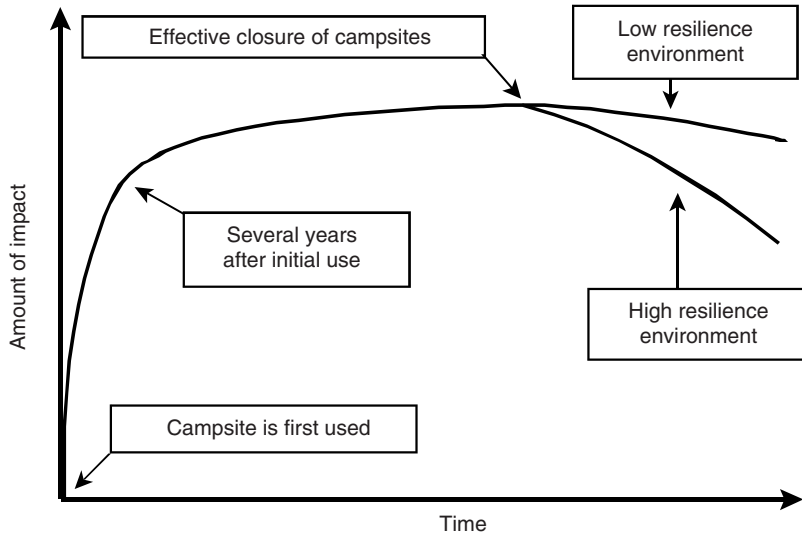 Effective closure of campsites
Low resilience
environment
Amount of impact
Several years
after initial use
High resilience
environment
Campsite is first used
Time